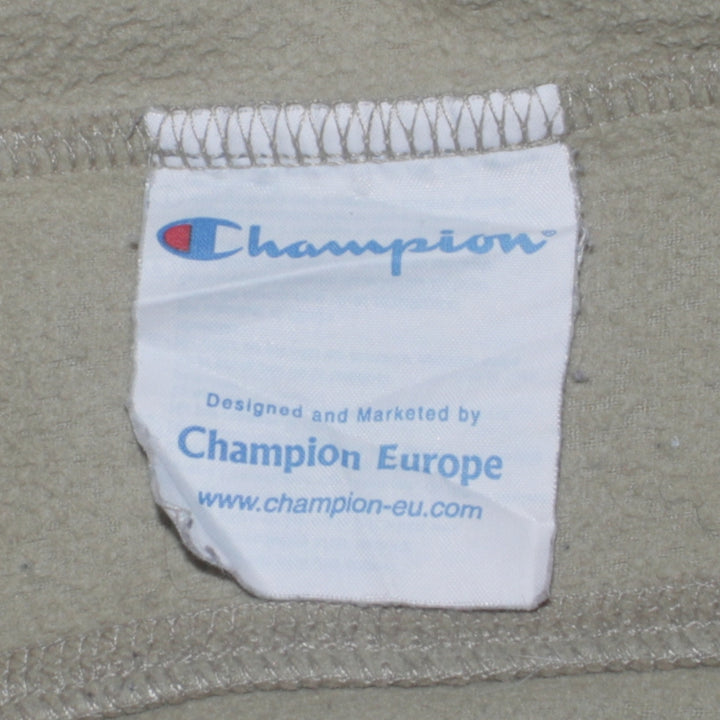 Champion
Designed and Marketed by
Champion Europe
www.champion-eu.com